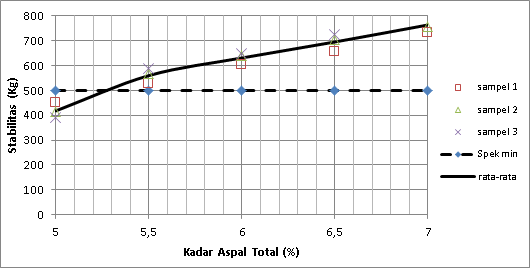 800
700
600
500
400
300
200
100
0
Stabilitas (Kg)
5 5,5 6 6,5 7
Kadar Aspal Total (%)
sampel 1
sampel 2
sampel 3
Spek min
rata-rata